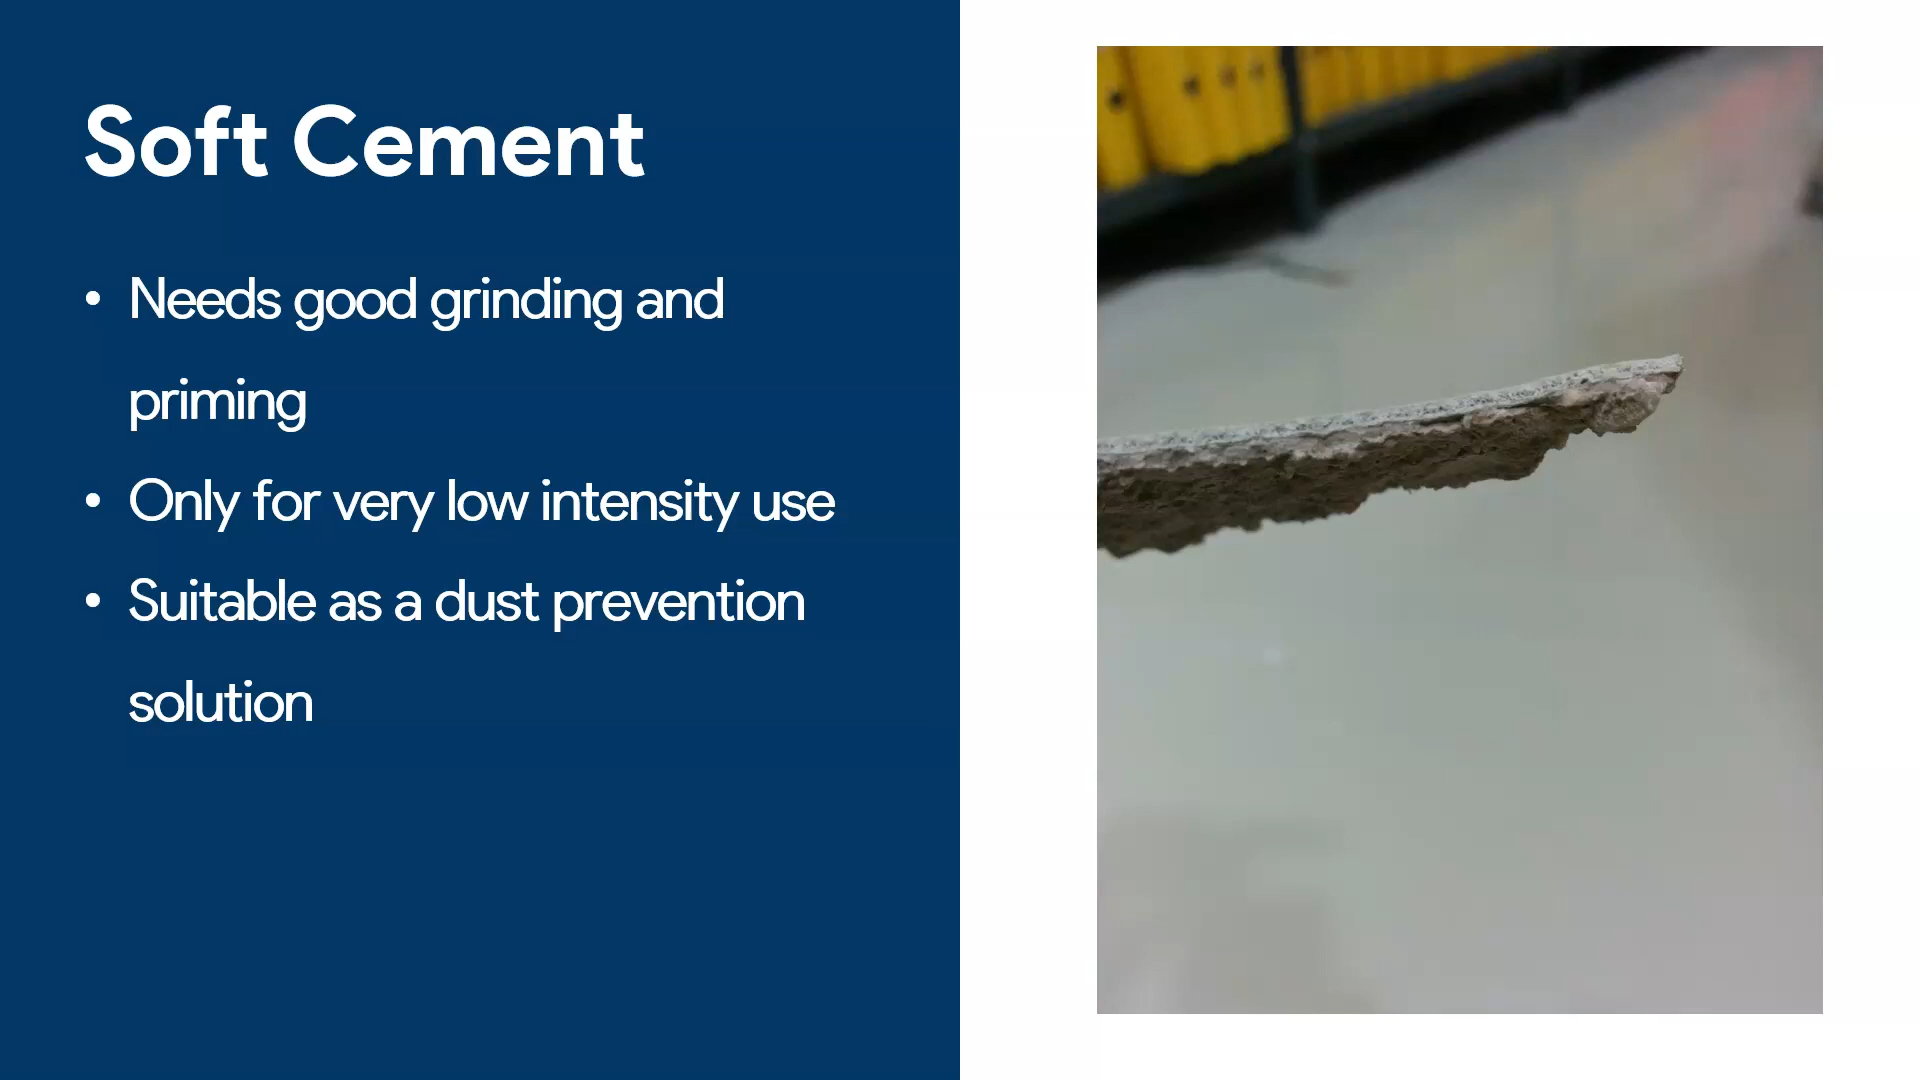 Soft Cement
• Needs good grinding and
priming
• Only for very low intensity use
• Suitable as a dust prevention
solution